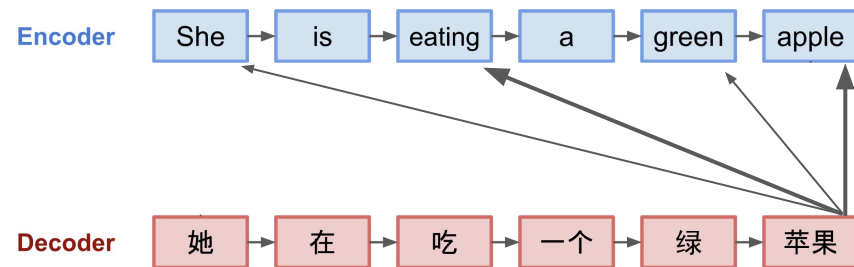 Encoder She is eating a green apple
Decoder 她 在 吃 一个 绿 苹果